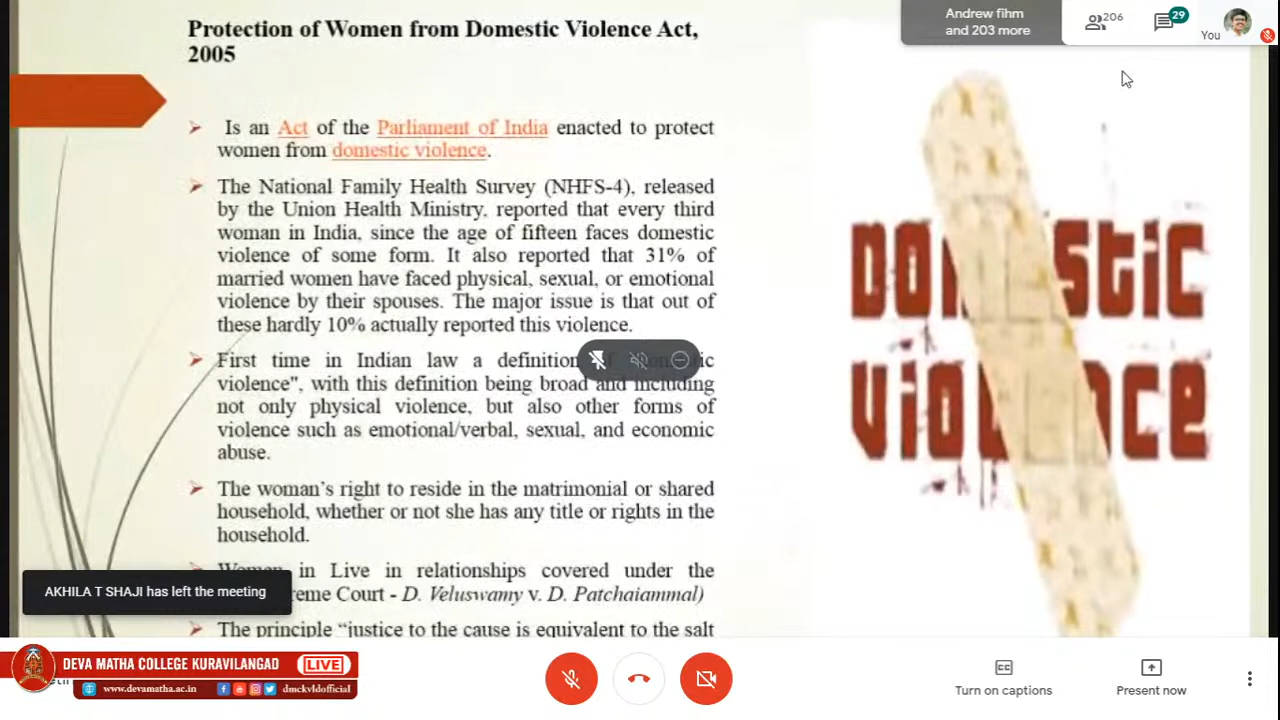 Protection of Women from Domestic Violence Act,
2005
Is an Act of the Parliament of India enacted to protect
women from domestic violence.
The National Family Health Survey (NHFS-4), released
by the Union Health Ministry, reported that every third
woman in India, since the age of fifteen faces domestic
violence of some form. It also reported that 31% of
married women have faced physical, sexual, or emotional
violence by their spouses. The major issue is that out of
these hardly 10% actually reported this violence.
First time in Indian law a definition
violence", with this definition being broad and including
not only physical violence, but also other forms of
violence such as emotional/verbal, sexual, and economic
abuse.
The woman's right to reside in the matrimonial or shared
household, whether or not she has any title or rights in the
household.
Women in Live in relationships covered under the
reme Court - D. Veluswamy v. D. Patchaiammal)
The principle "justice to the cause is equivalent to the salt
Andrew fihm
and 203 more
206
29
You
AKHILA T SHAJI has left the meeting
DEVA MATHA COLLEGE KURAVILANGAD
LIVE
www.devamatha.ac.in
dmckvldofficial
CC
Turn on captions
Present now